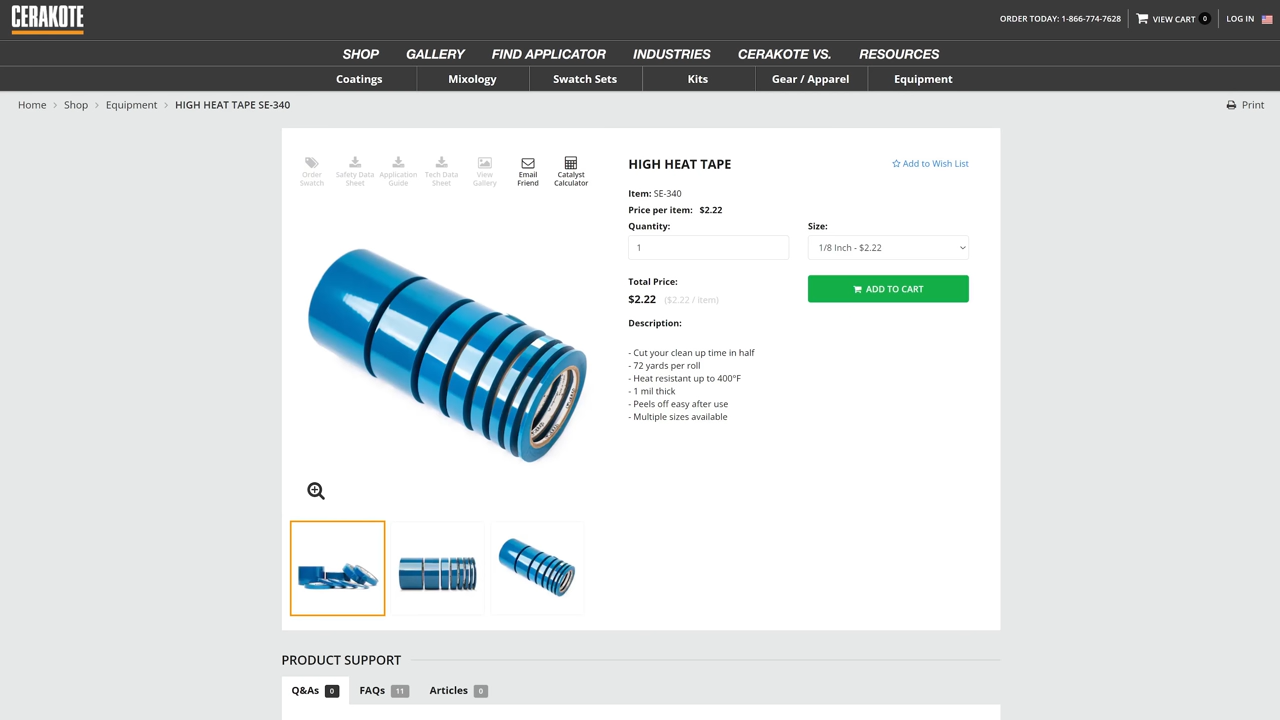 CERAKOTE
ORDER TODAY: 1-866-774-7628
VIEW CART 0
LOG IN
SHOP GALLERY FIND APPLICATOR INDUSTRIES CERAKOTE VS. RESOURCES
Coatings Mixology Swatch Sets Kits Gear / Apparel Equipment
Home > Shop > Equipment > HIGH HEAT TAPE SE-340
Print
Order Swatch
Safety Data Sheet
Application Guide
Tech Data Sheet
View Gallery
Email Friend
Catalyst Calculator
HIGH HEAT TAPE
Add to Wish List
Item: SE-340
Price per item: $2.22
Quantity:
1
Size:
1/8 Inch - $2.22
Total Price:
$2.22 ($2.22 / item)
ADD TO CART
Description:
- Cut your clean up time in half
- 72 yards per roll
- Heat resistant up to 400°F
- 1 mil thick
- Peels off easy after use
- Multiple sizes available
PRODUCT SUPPORT
Q&As 0 FAQs 11 Articles 0